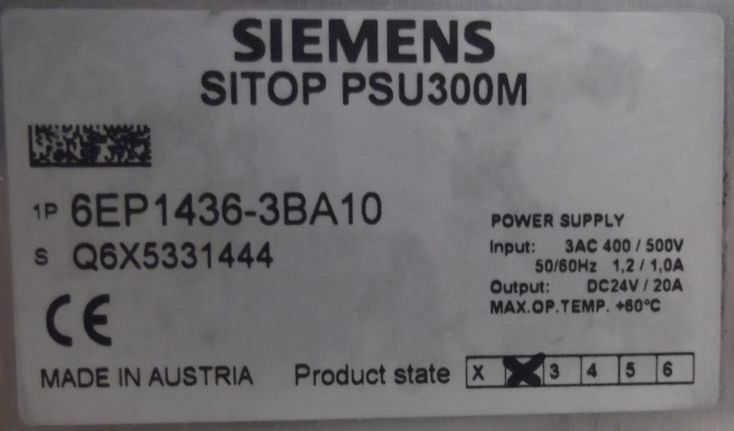 SIEMENS
SITOP PSU300M
1P 6EP1436-3BA10
S Q6X5331444
POWER SUPPLY
Input: 3AC 400 / 500V
50/60Hz 1,2 / 1,0A
Output: DC24V / 20A
MAX.OP.TEMP. +60°C
CE
MADE IN AUSTRIA
Product state X 3 4 5 6